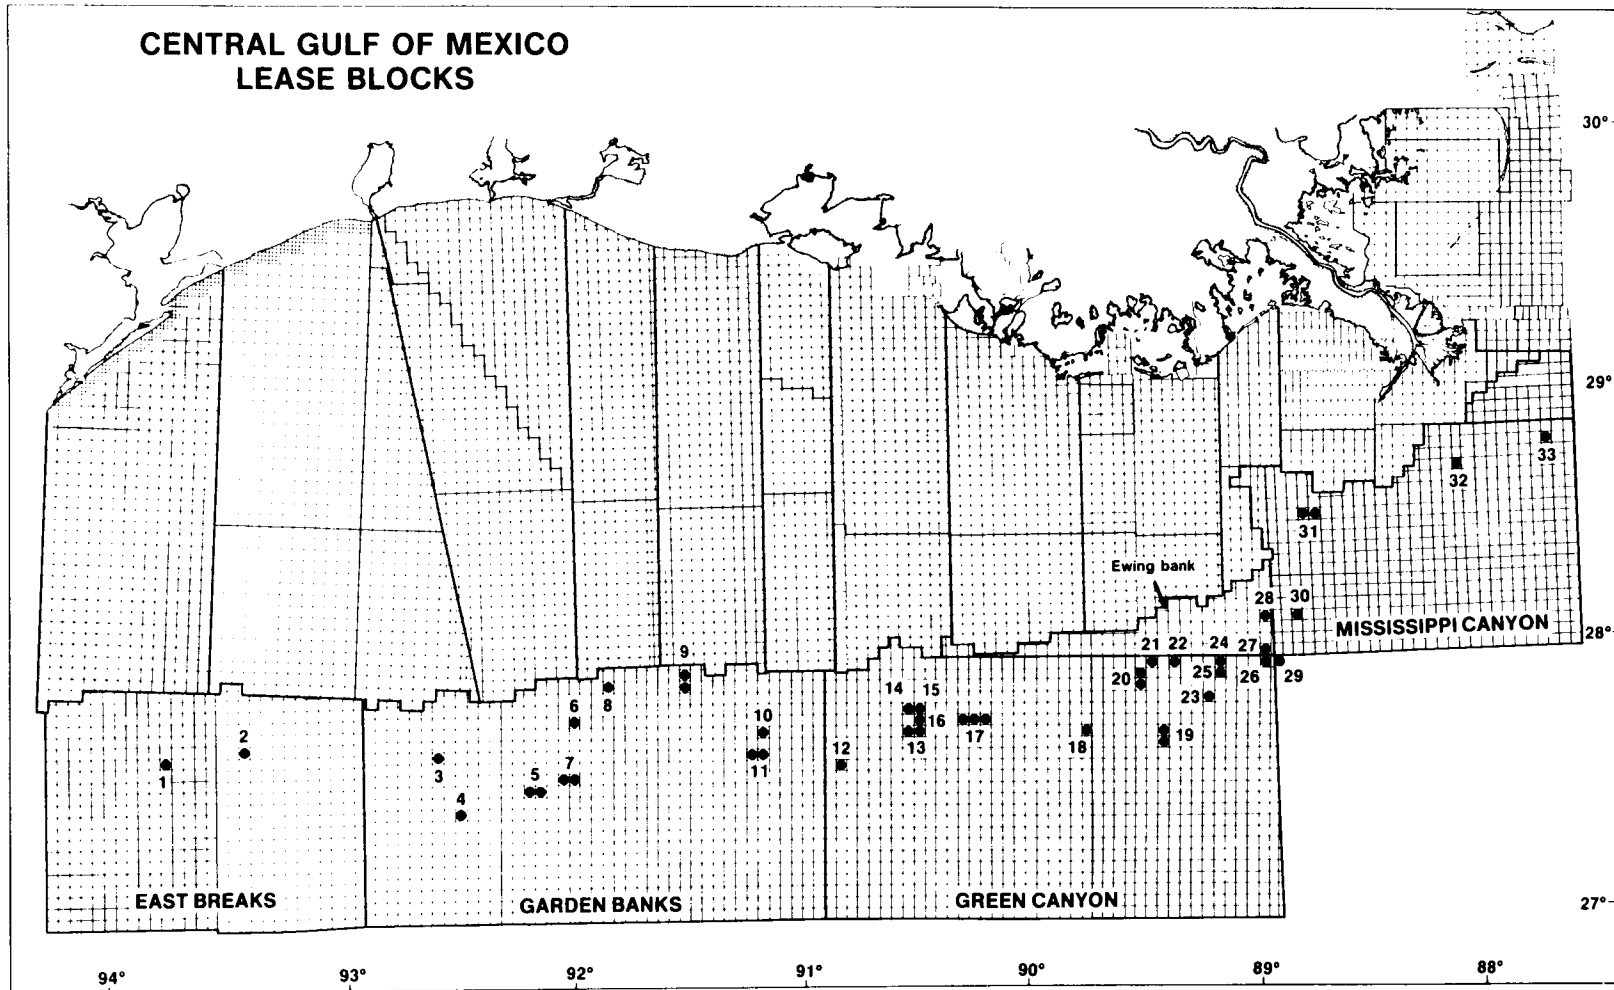 CENTRAL GULF OF MEXICO
LEASE BLOCKS
30°
29°
33
32
31
Ewing bank
28 30
MISSISSIPPI CANYON
28°
21 22 24 27
9
20 25 26 29
8
14 15
23
6
10
16
2
13 17 18 19
12
11
1
3
7
5
4
EAST BREAKS
GARDEN BANKS
GREEN CANYON
27°
94° 93° 92° 91° 90° 89° 88°